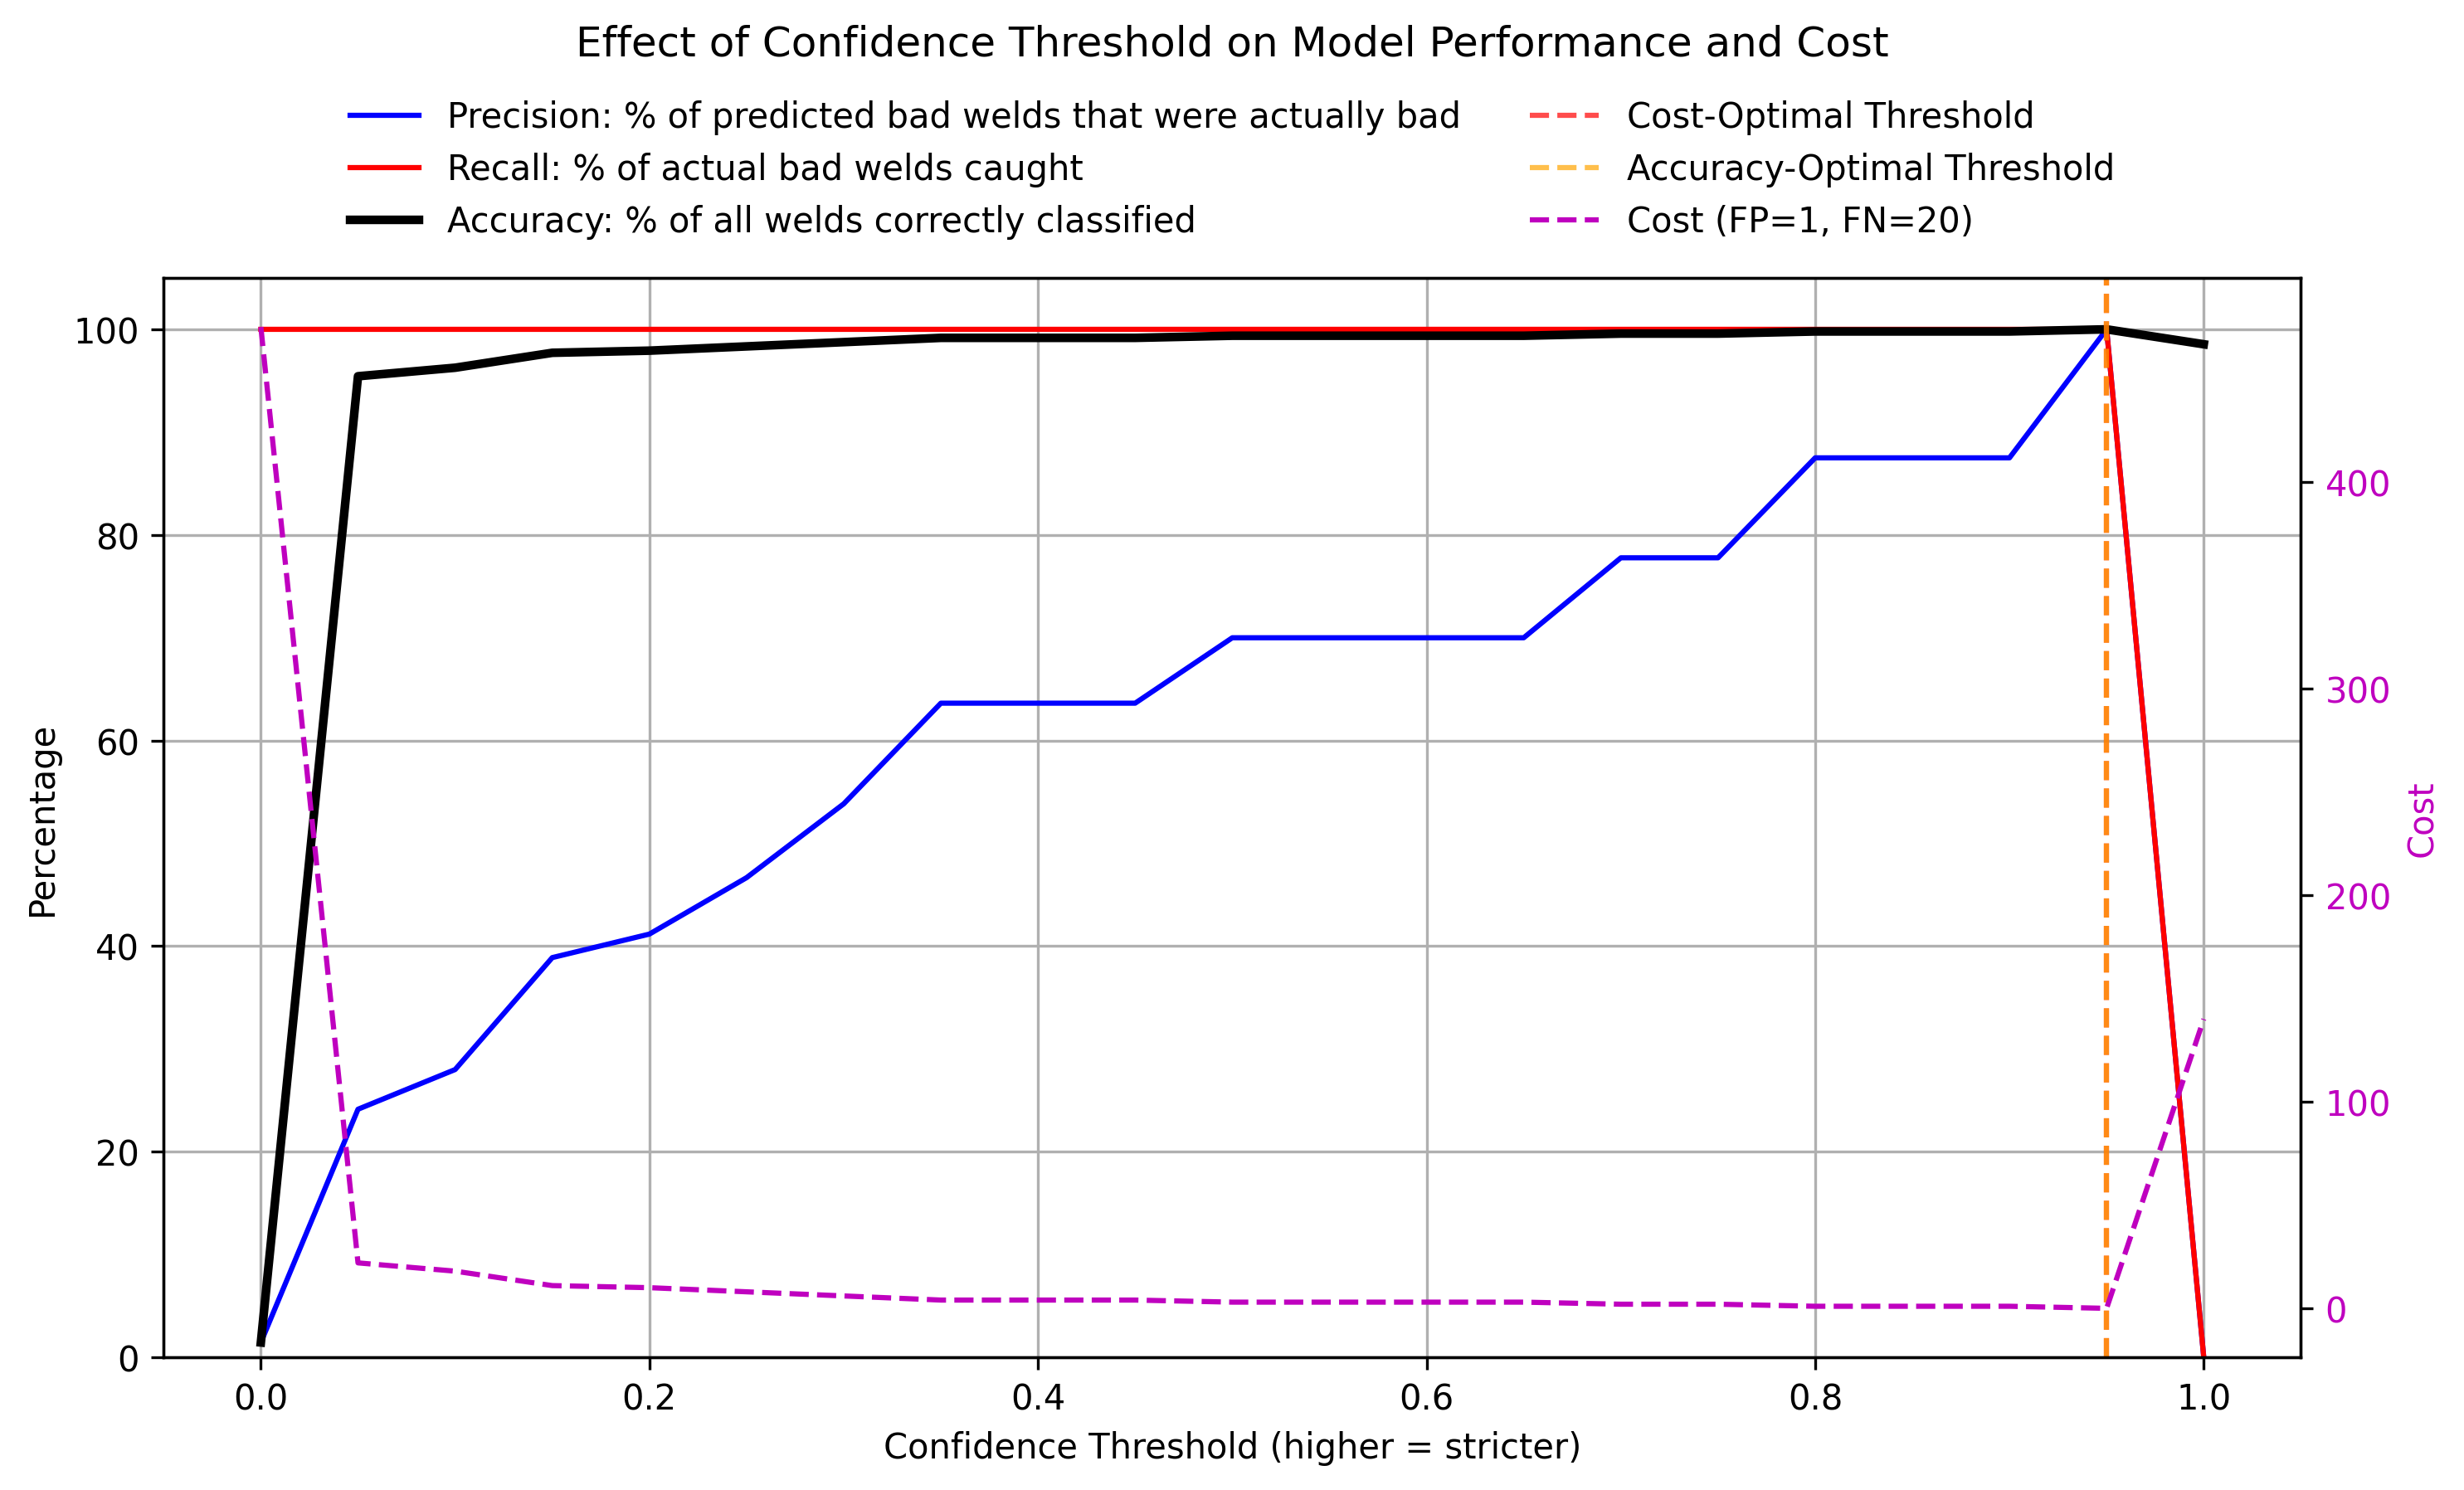 Effect of Confidence Threshold on Model Performance and Cost
Precision: % of predicted bad welds that were actually bad
Recall: % of actual bad welds caught
Accuracy: % of all welds correctly classified
Cost-Optimal Threshold
Accuracy-Optimal Threshold
Cost (FP=1, FN=20)
Percentage
100
80
60
40
20
0
400
300
200
100
0
Cost
0.0 0.2 0.4 0.6 0.8 1.0
Confidence Threshold (higher = stricter)